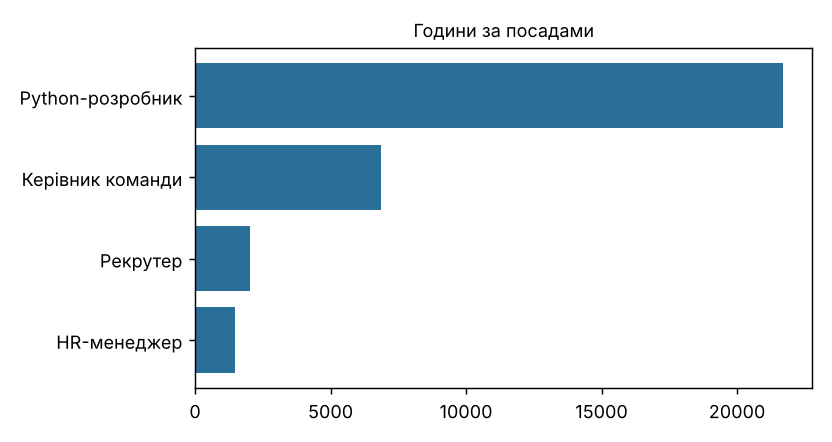 Години за посадами
Python-розробник
Керівник команди
Рекрутер
HR-менеджер
0 5000 10000 15000 20000